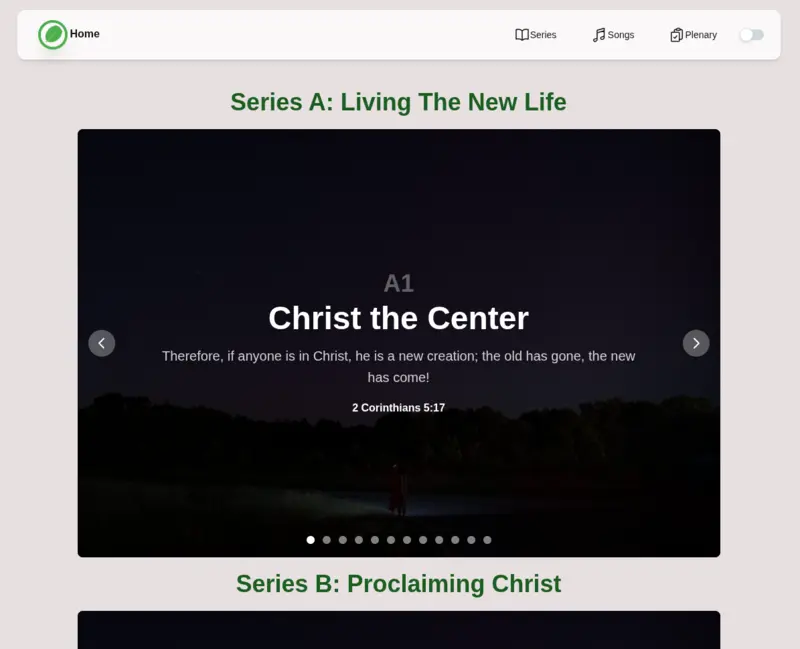 Home
Series
Songs
Plenary
Series A: Living The New Life
A1
Christ the Center
Therefore, if anyone is in Christ, he is a new creation; the old has gone, the new
has come!
2 Corinthians 5:17
Series B: Proclaiming Christ